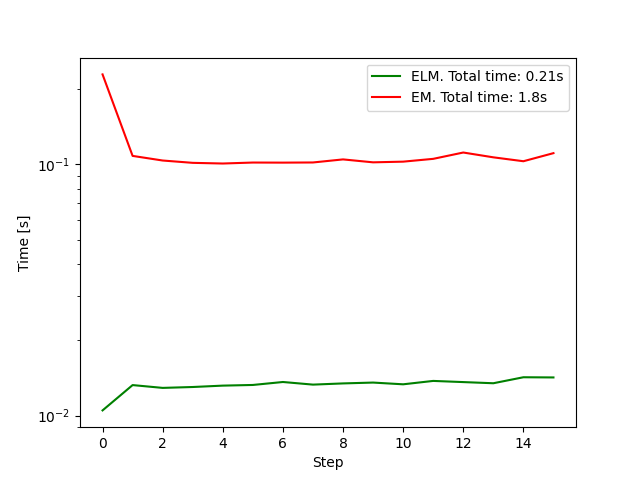 ELM. Total time: 0.21s
EM. Total time: 1.8s
10⁻¹
10⁻²
Time [s]
0 2 4 6 8 10 12 14
Step